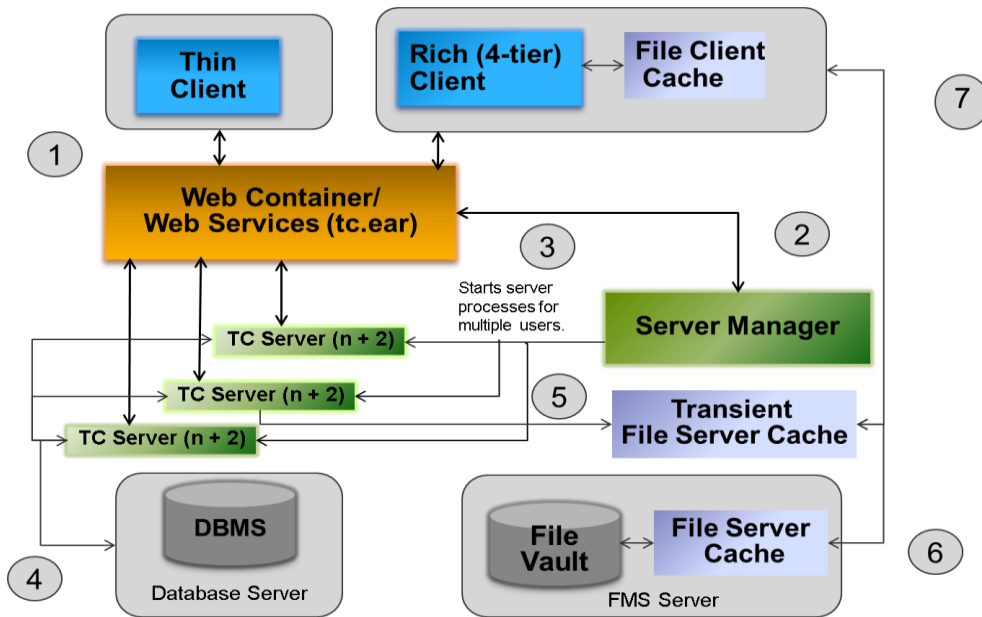 Thin
Client
Rich (4-tier)
Client
File Client
Cache
7
1
Web Container/
Web Services (tc.ear)
2
3
Starts server
processes for
multiple users.
Server Manager
TC Server (n + 2)
TC Server (n + 2)
TC Server (n + 2)
5
Transient
File Server Cache
4
DBMS
Database Server
File
Vault
File Server
Cache
FMS Server
6